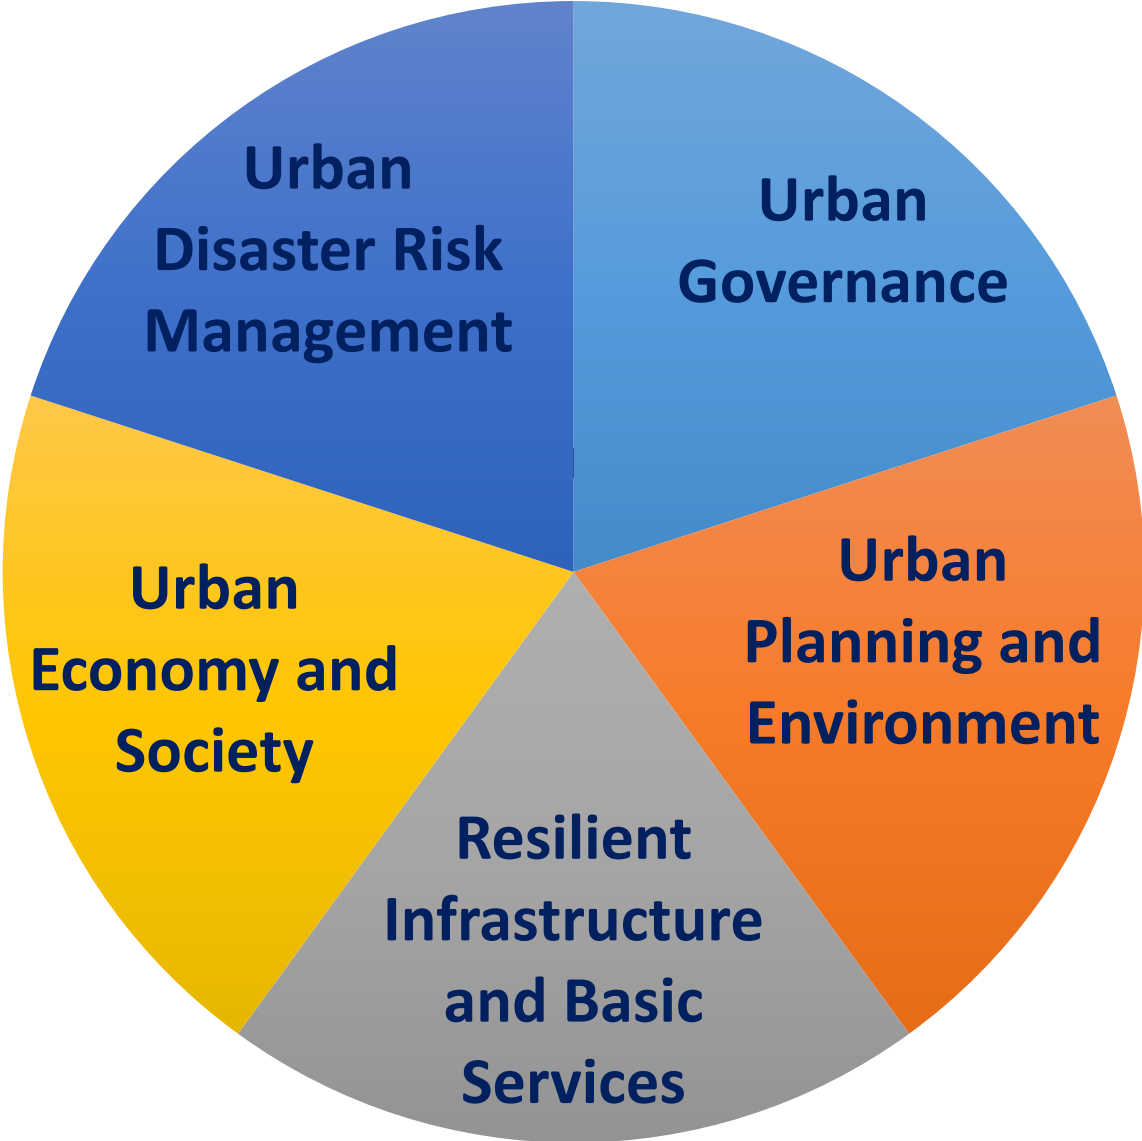 Urban
Disaster Risk
Management
Urban
Governance
Urban
Planning and
Environment
Urban
Economy and
Society
Resilient
Infrastructure
and Basic
Services